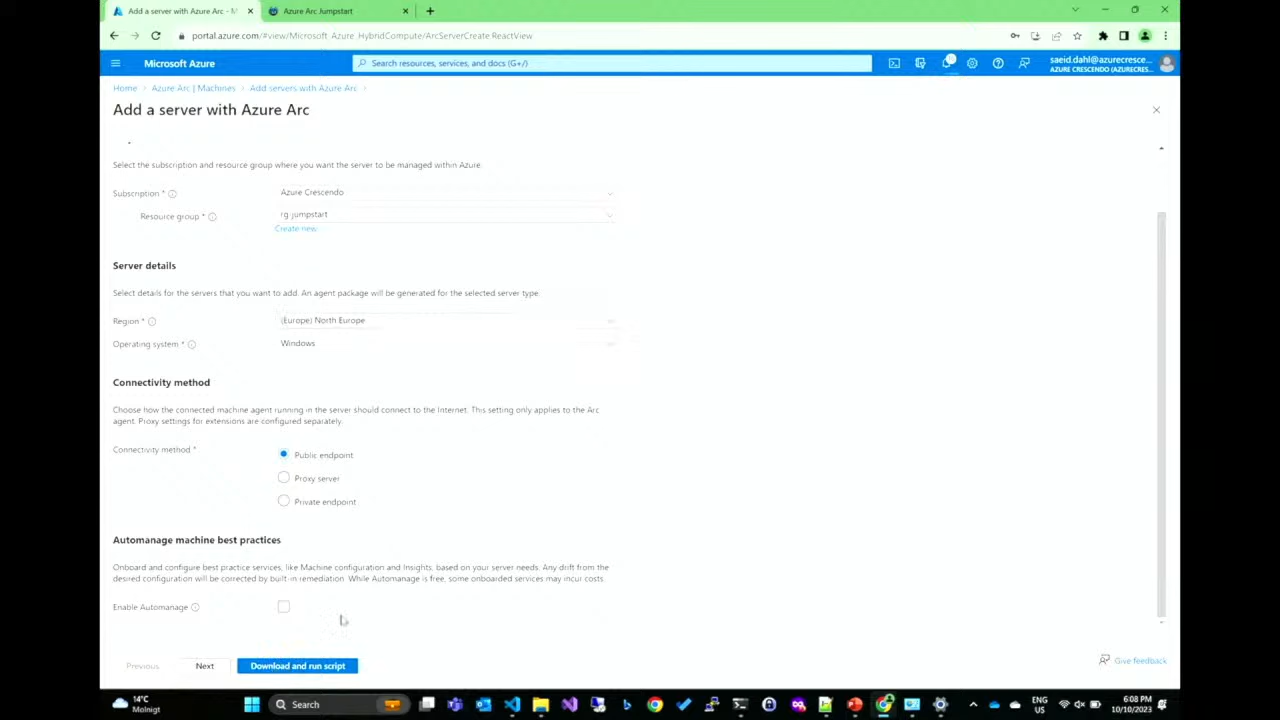 Add a server with Azure Arc - M
Azure Arc Jumpstart
portal.azure.com/#view/Microsoft_Azure_HybridCompute/ArcServerCreate.ReactView
Microsoft Azure
Search resources, services, and docs (G+/)
saeid.dahl@azurecresce...
AZURE CRESCENDO (AZURECRES...
Home > Azure Arc | Machines > Add servers with Azure Arc >
Add a server with Azure Arc
Select the subscription and resource group where you want the server to be managed within Azure.
Subscription *
Azure Crescendo
Resource group *
rg-jumpstart
Create new
Server details
Select details for the servers that you want to add. An agent package will be generated for the selected server type.
Region *
(Europe) North Europe
Operating system *
Windows
Connectivity method
Choose how the connected machine agent running in the server should connect to the Internet. This setting only applies to the Arc
agent. Proxy settings for extensions are configured separately.
Connectivity method *
Public endpoint
Proxy server
Private endpoint
Automanage machine best practices
Onboard and configure best practice services, like Machine configuration and Insights, based on your server needs. Any drift from the
desired configuration will be corrected by built-in remediation. While Automanage is free, some onboarded services may incur costs.
Enable Automanage
Previous
Next
Download and run script
Give feedback
14°C
Molnigt
Search
ENG
US
6:08 PM
10/10/2023